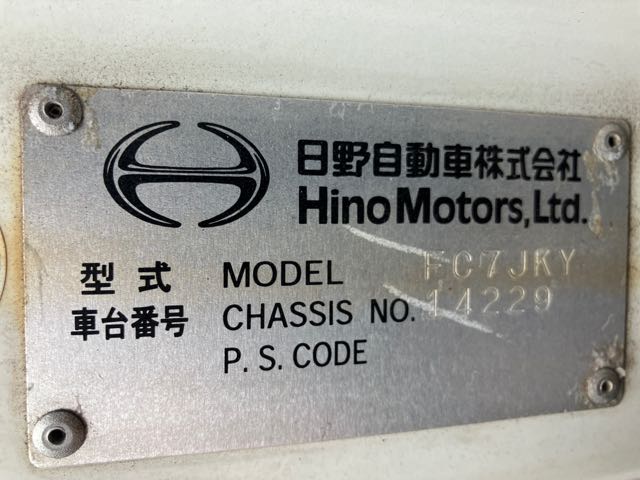 日野自動車株式会社
Hino Motors, Ltd.
型式 MODEL FC7JKY
車台番号 CHASSIS NO. 14229
P. S. CODE